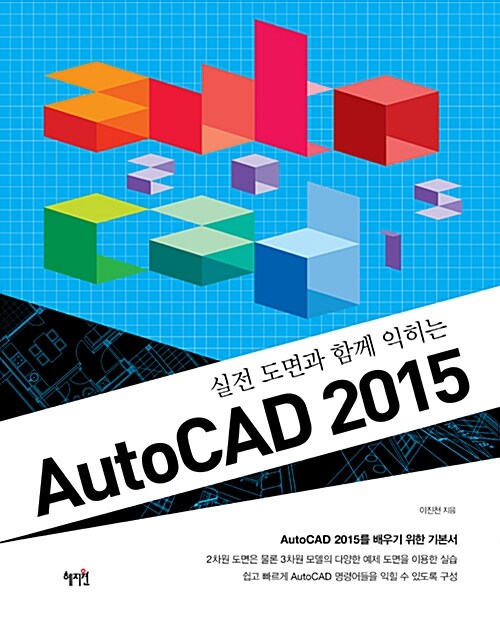 auto
2015
cad
실전 도면과 함께 익히는
AutoCAD 2015
이진천 지음
AutoCAD 2015를 배우기 위한 기본서
2차원 도면은 물론 3차원 모델의 다양한 예제 도면을 이용한 실습
쉽고 빠르게 AutoCAD 명령어들을 익힐 수 있도록 구성
혜지원